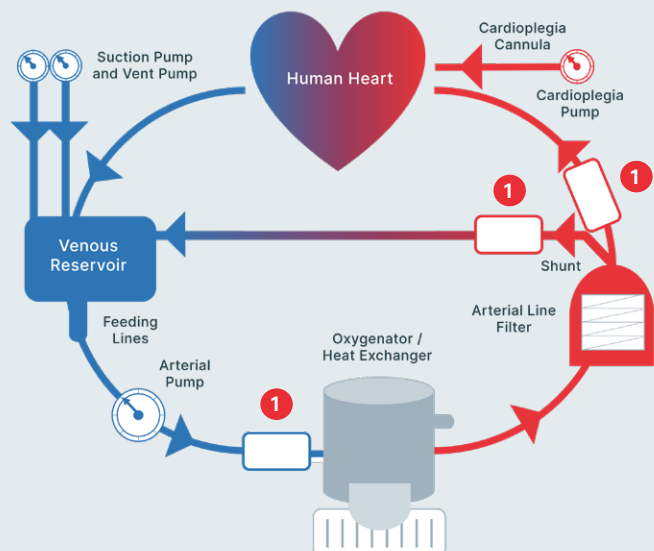 Suction Pump
and Vent Pump
Human Heart
Cardioplegia
Cannula
Cardioplegia
Pump
1
1
Venous
Reservoir
Shunt
Feeding
Lines
Arterial Line
Filter
Oxygenator /
Heat Exchanger
Arterial
Pump
1